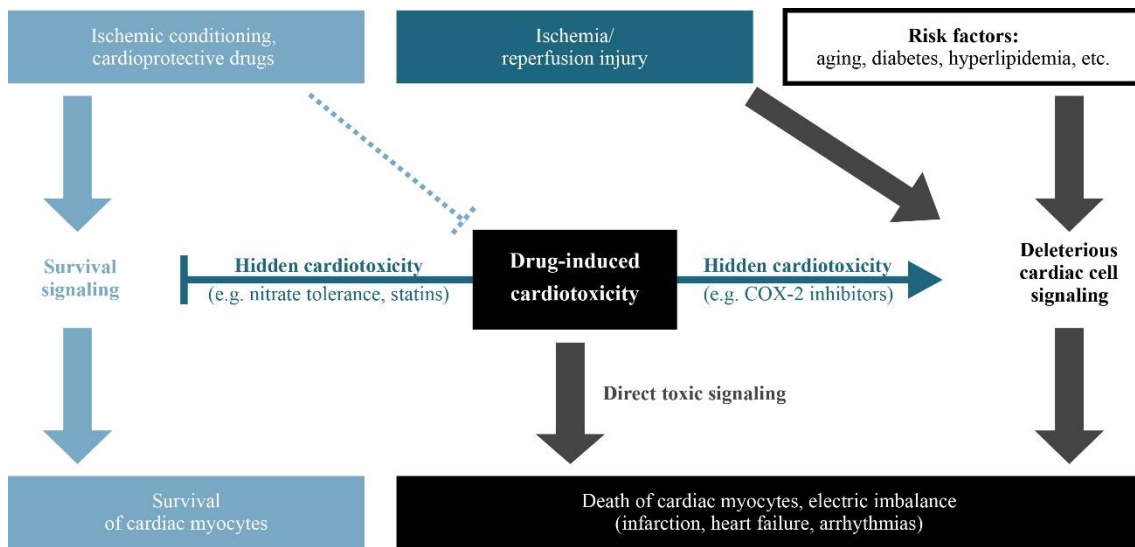 Ischemic conditioning,
cardioprotective drugs
Ischemia/
reperfusion injury
Risk factors:
aging, diabetes, hyperlipidemia, etc.
Survival
signaling
Hidden cardiotoxicity
(e.g. nitrate tolerance, statins)
Drug-induced
cardiotoxicity
Hidden cardiotoxicity
(e.g. COX-2 inhibitors)
Deleterious
cardiac cell
signaling
Direct toxic signaling
Survival
of cardiac myocytes
Death of cardiac myocytes, electric imbalance
(infarction, heart failure, arrhythmias)